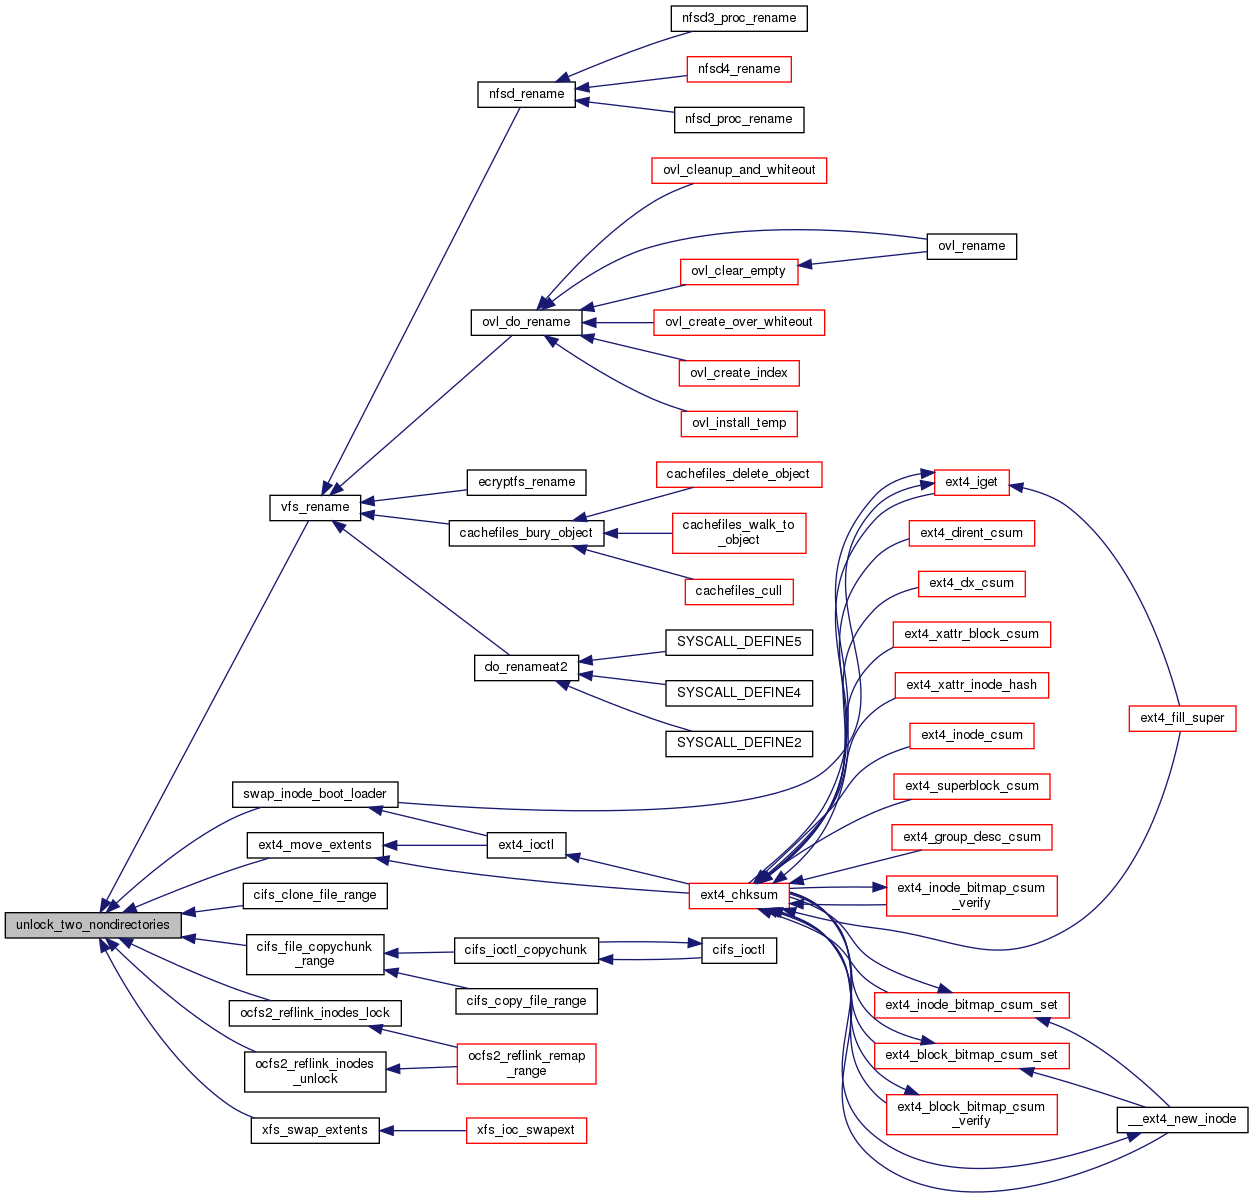 nfsd3_proc_rename
nfsd4_rename
nfsd_rename
nfsd_proc_rename
ovl_cleanup_and_whiteout
ovl_rename
ovl_clear_empty
ovl_do_rename
ovl_create_over_whiteout
ovl_create_index
ovl_install_temp
cachefiles_delete_object
ecryptfs_rename
ext4_iget
vfs_rename
cachefiles_bury_object
cachefiles_walk_to
_object
ext4_dirent_csum
cachefiles_cull
ext4_dx_csum
SYSCALL_DEFINE5
ext4_xattr_block_csum
do_renameat2
SYSCALL_DEFINE4
ext4_xattr_inode_hash
ext4_fill_super
SYSCALL_DEFINE2
ext4_inode_csum
swap_inode_boot_loader
ext4_superblock_csum
ext4_move_extents
ext4_ioctl
ext4_group_desc_csum
cifs_clone_file_range
ext4_chksum
ext4_inode_bitmap_csum
_verify
unlock_two_nondirectories
cifs_file_copychunk
_range
cifs_ioctl_copychunk
cifs_ioctl
cifs_copy_file_range
ext4_inode_bitmap_csum_set
ocfs2_reflink_inodes_lock
ext4_block_bitmap_csum_set
ocfs2_reflink_inodes
_unlock
ocfs2_reflink_remap
_range
ext4_block_bitmap_csum
_verify
__ext4_new_inode
xfs_swap_extents
xfs_ioc_swapext